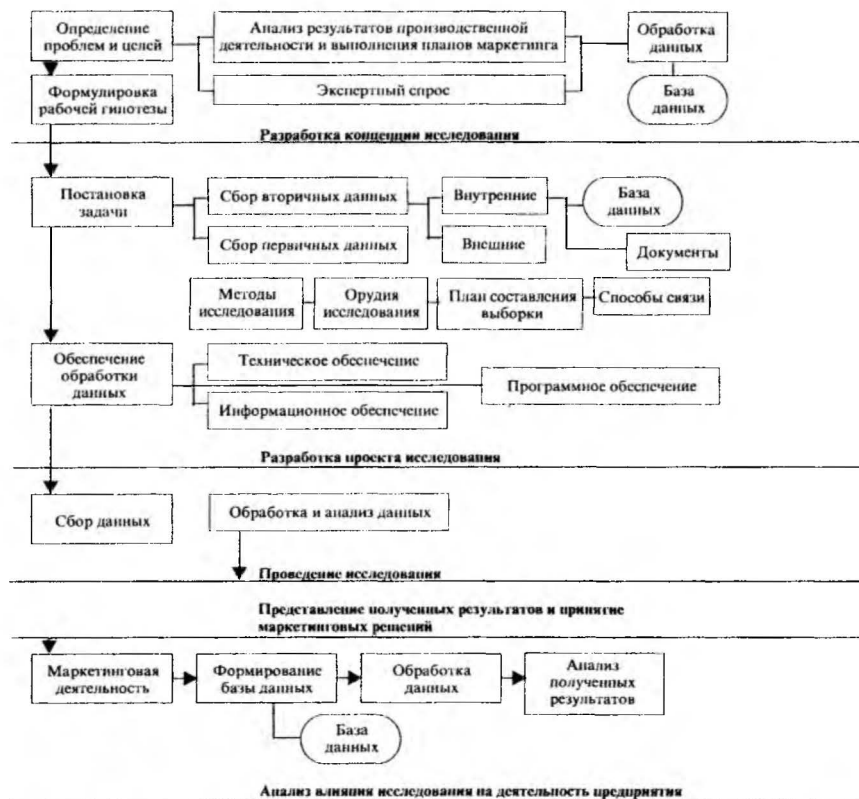 Определение
проблем и целей
Анализ результатов производственной
деятельности и выполнения планов маркетинга
Обработка
данных
Формулировка
рабочей гипотезы
Экспертный спрос
База
данных
Разработка концепции исследования
Постановка
задачи
Сбор вторичных данных
Внутренние
База
данных
Сбор первичных данных
Внешние
Документы
Методы
исследования
Орудия
исследования
План составления
выборки
Способы связи
Обеспечение
обработки
данных
Техническое обеспечение
Программное обеспечение
Информационное обеспечение
Разработка проекта исследования
Сбор данных
Обработка и анализ данных
Проведение исследования
Представление полученных результатов и принятие
маркетинговых решений
Маркетинговая
деятельность
Формирование
базы данных
Обработка
данных
Анализ
полученных
результатов
База
данных
Анализ влияния исследования на деятельность предприятия